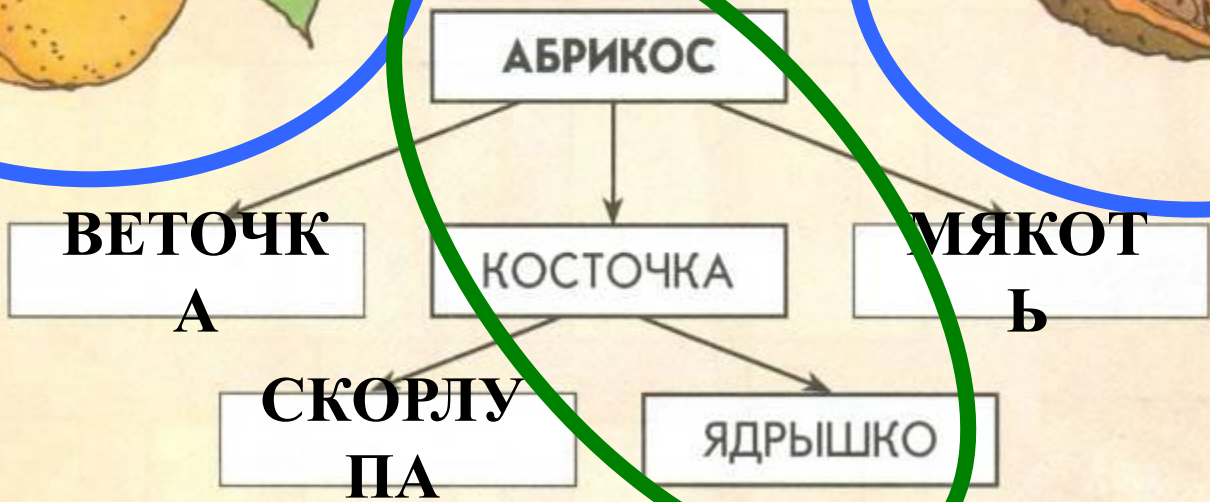 АБРИКОС
ВЕТОЧК
А
КОСТОЧКА
МЯКОТ
Ь
СКОРЛУ
ПА
ЯДРЫШКО